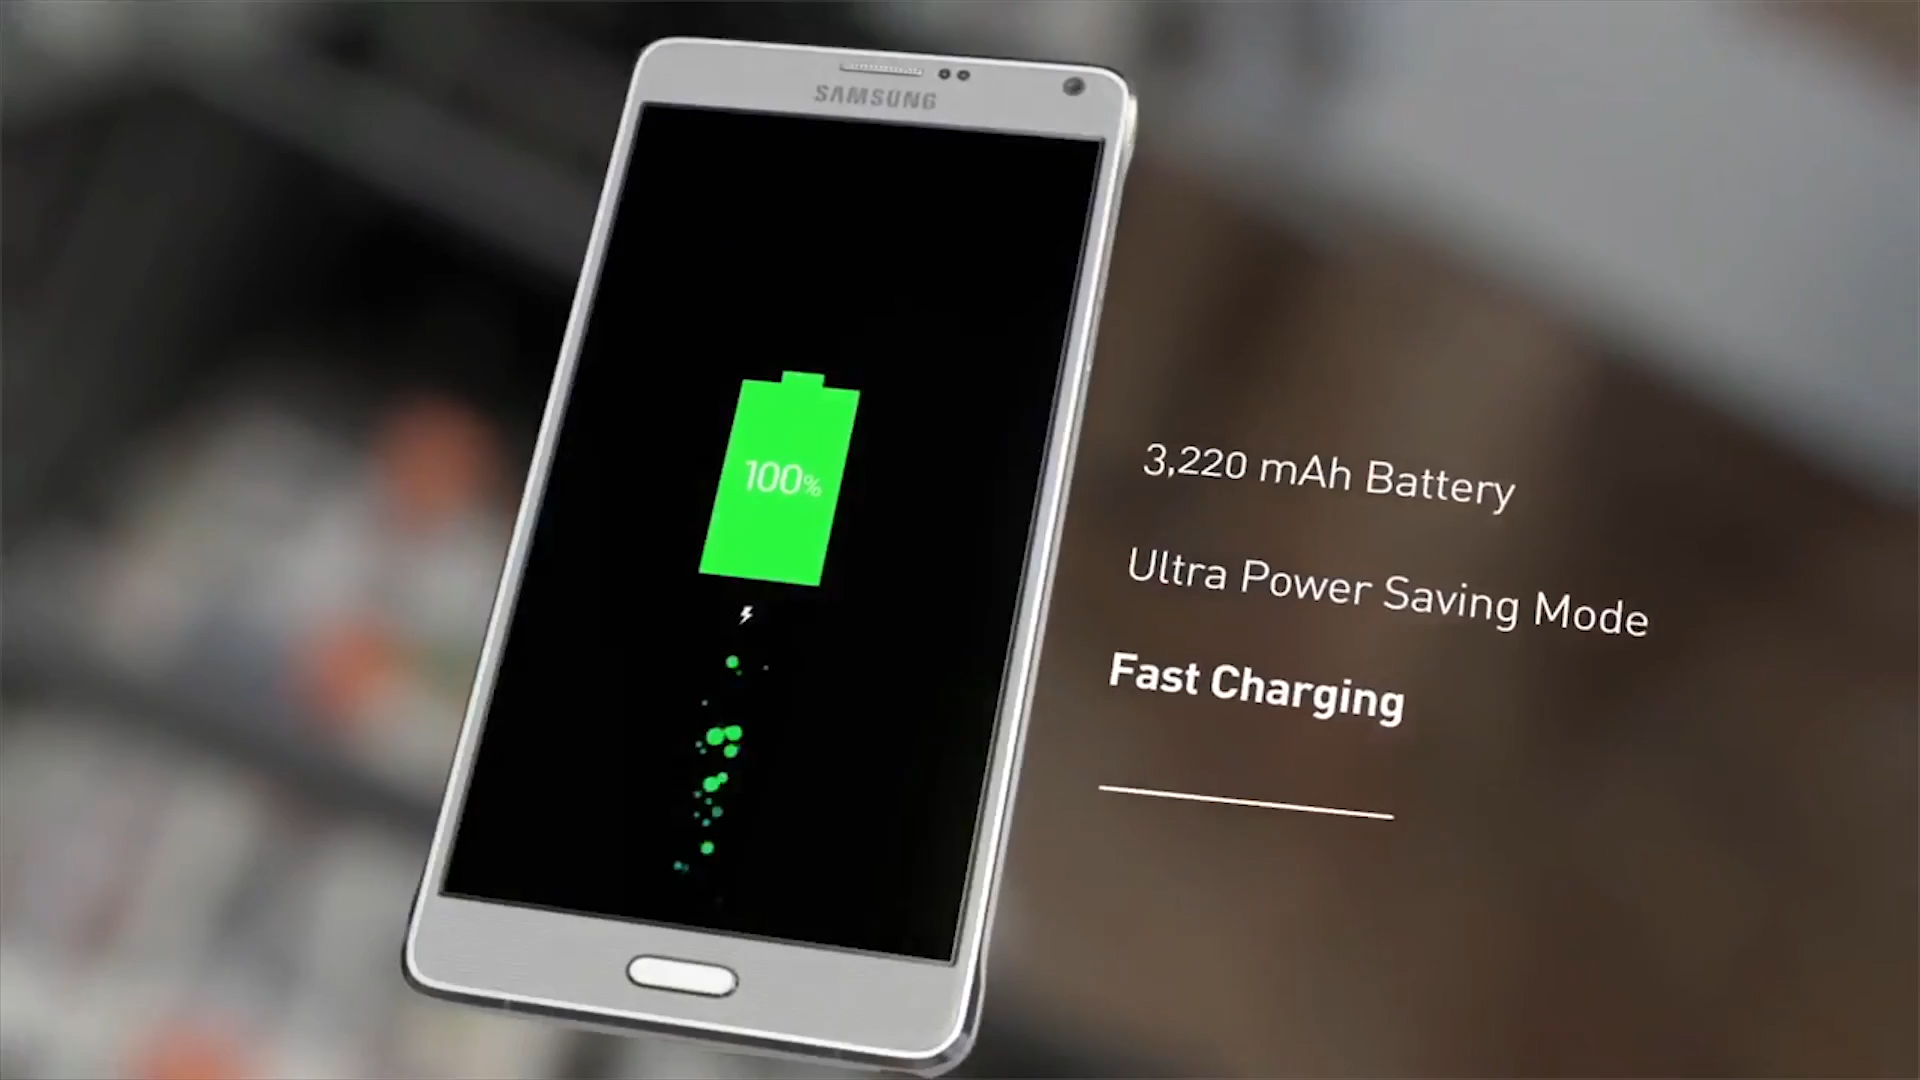 SAMSUNG
100%
3,220 mAh Battery
Ultra Power Saving Mode
Fast Charging